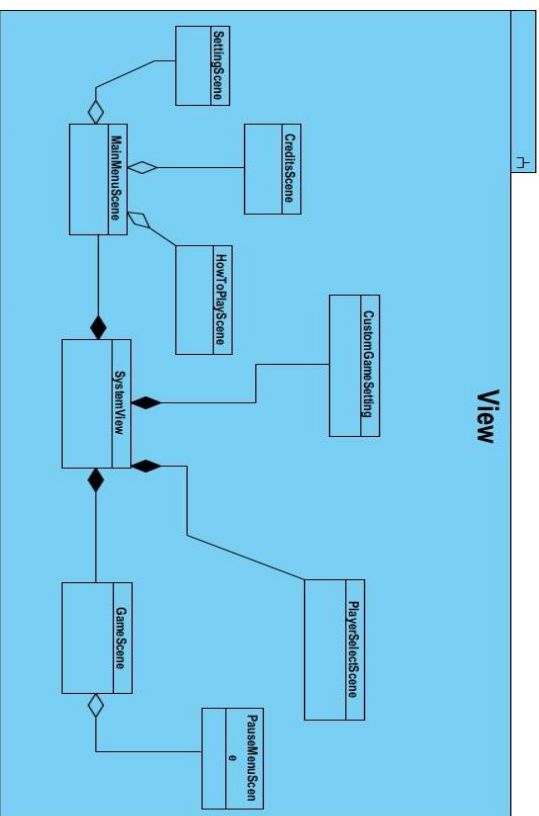 View
SettingScene
CreditsScene
HowToPlayScene
MainMenuScene
CustomGameSetting
SystemView
PlayerSelectScene
GameScene
PauseMenuScen
e